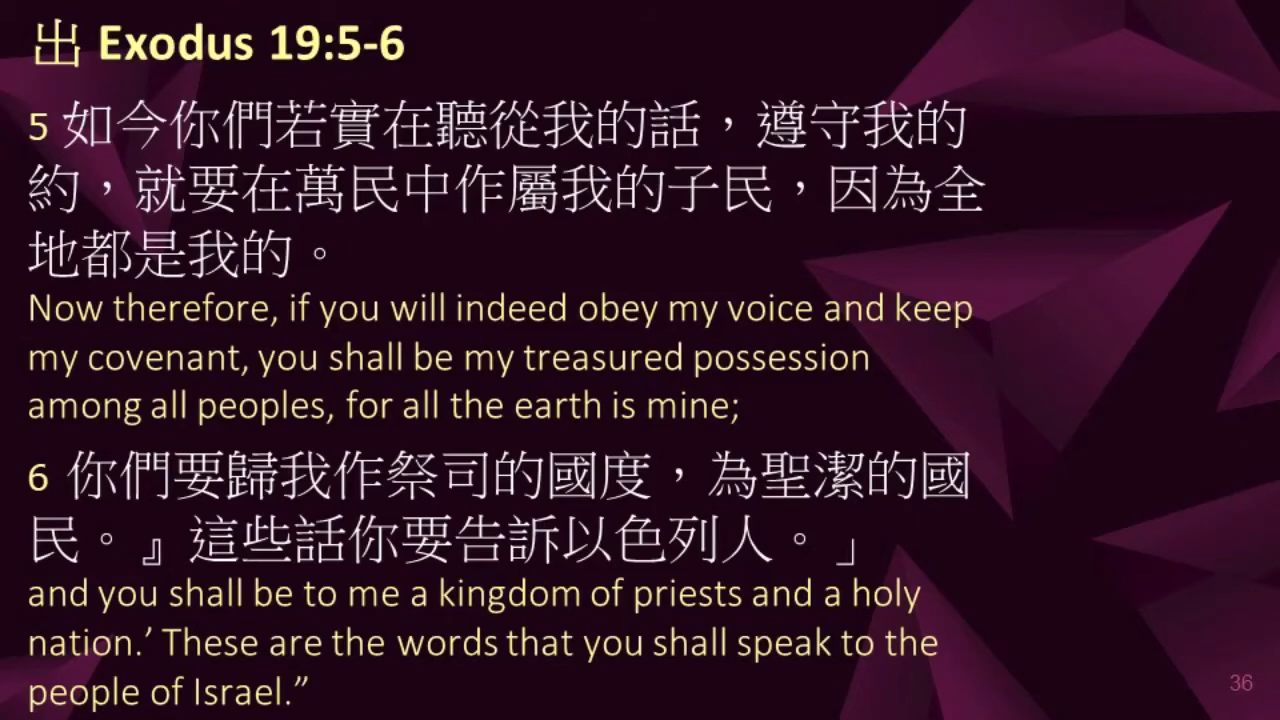 出 Exodus 19:5-6
5 如今你們若實在聽從我的話，遵守我的
約，就要在萬民中作屬我的子民，因為全
地都是我的。
Now therefore, if you will indeed obey my voice and keep
my covenant, you shall be my treasured possession
among all peoples, for all the earth is mine;
6 你們要歸我作祭司的國度，為聖潔的國
民。』這些話你要告訴以色列人。」
and you shall be to me a kingdom of priests and a holy
nation.’ These are the words that you shall speak to the
people of Israel.”
36